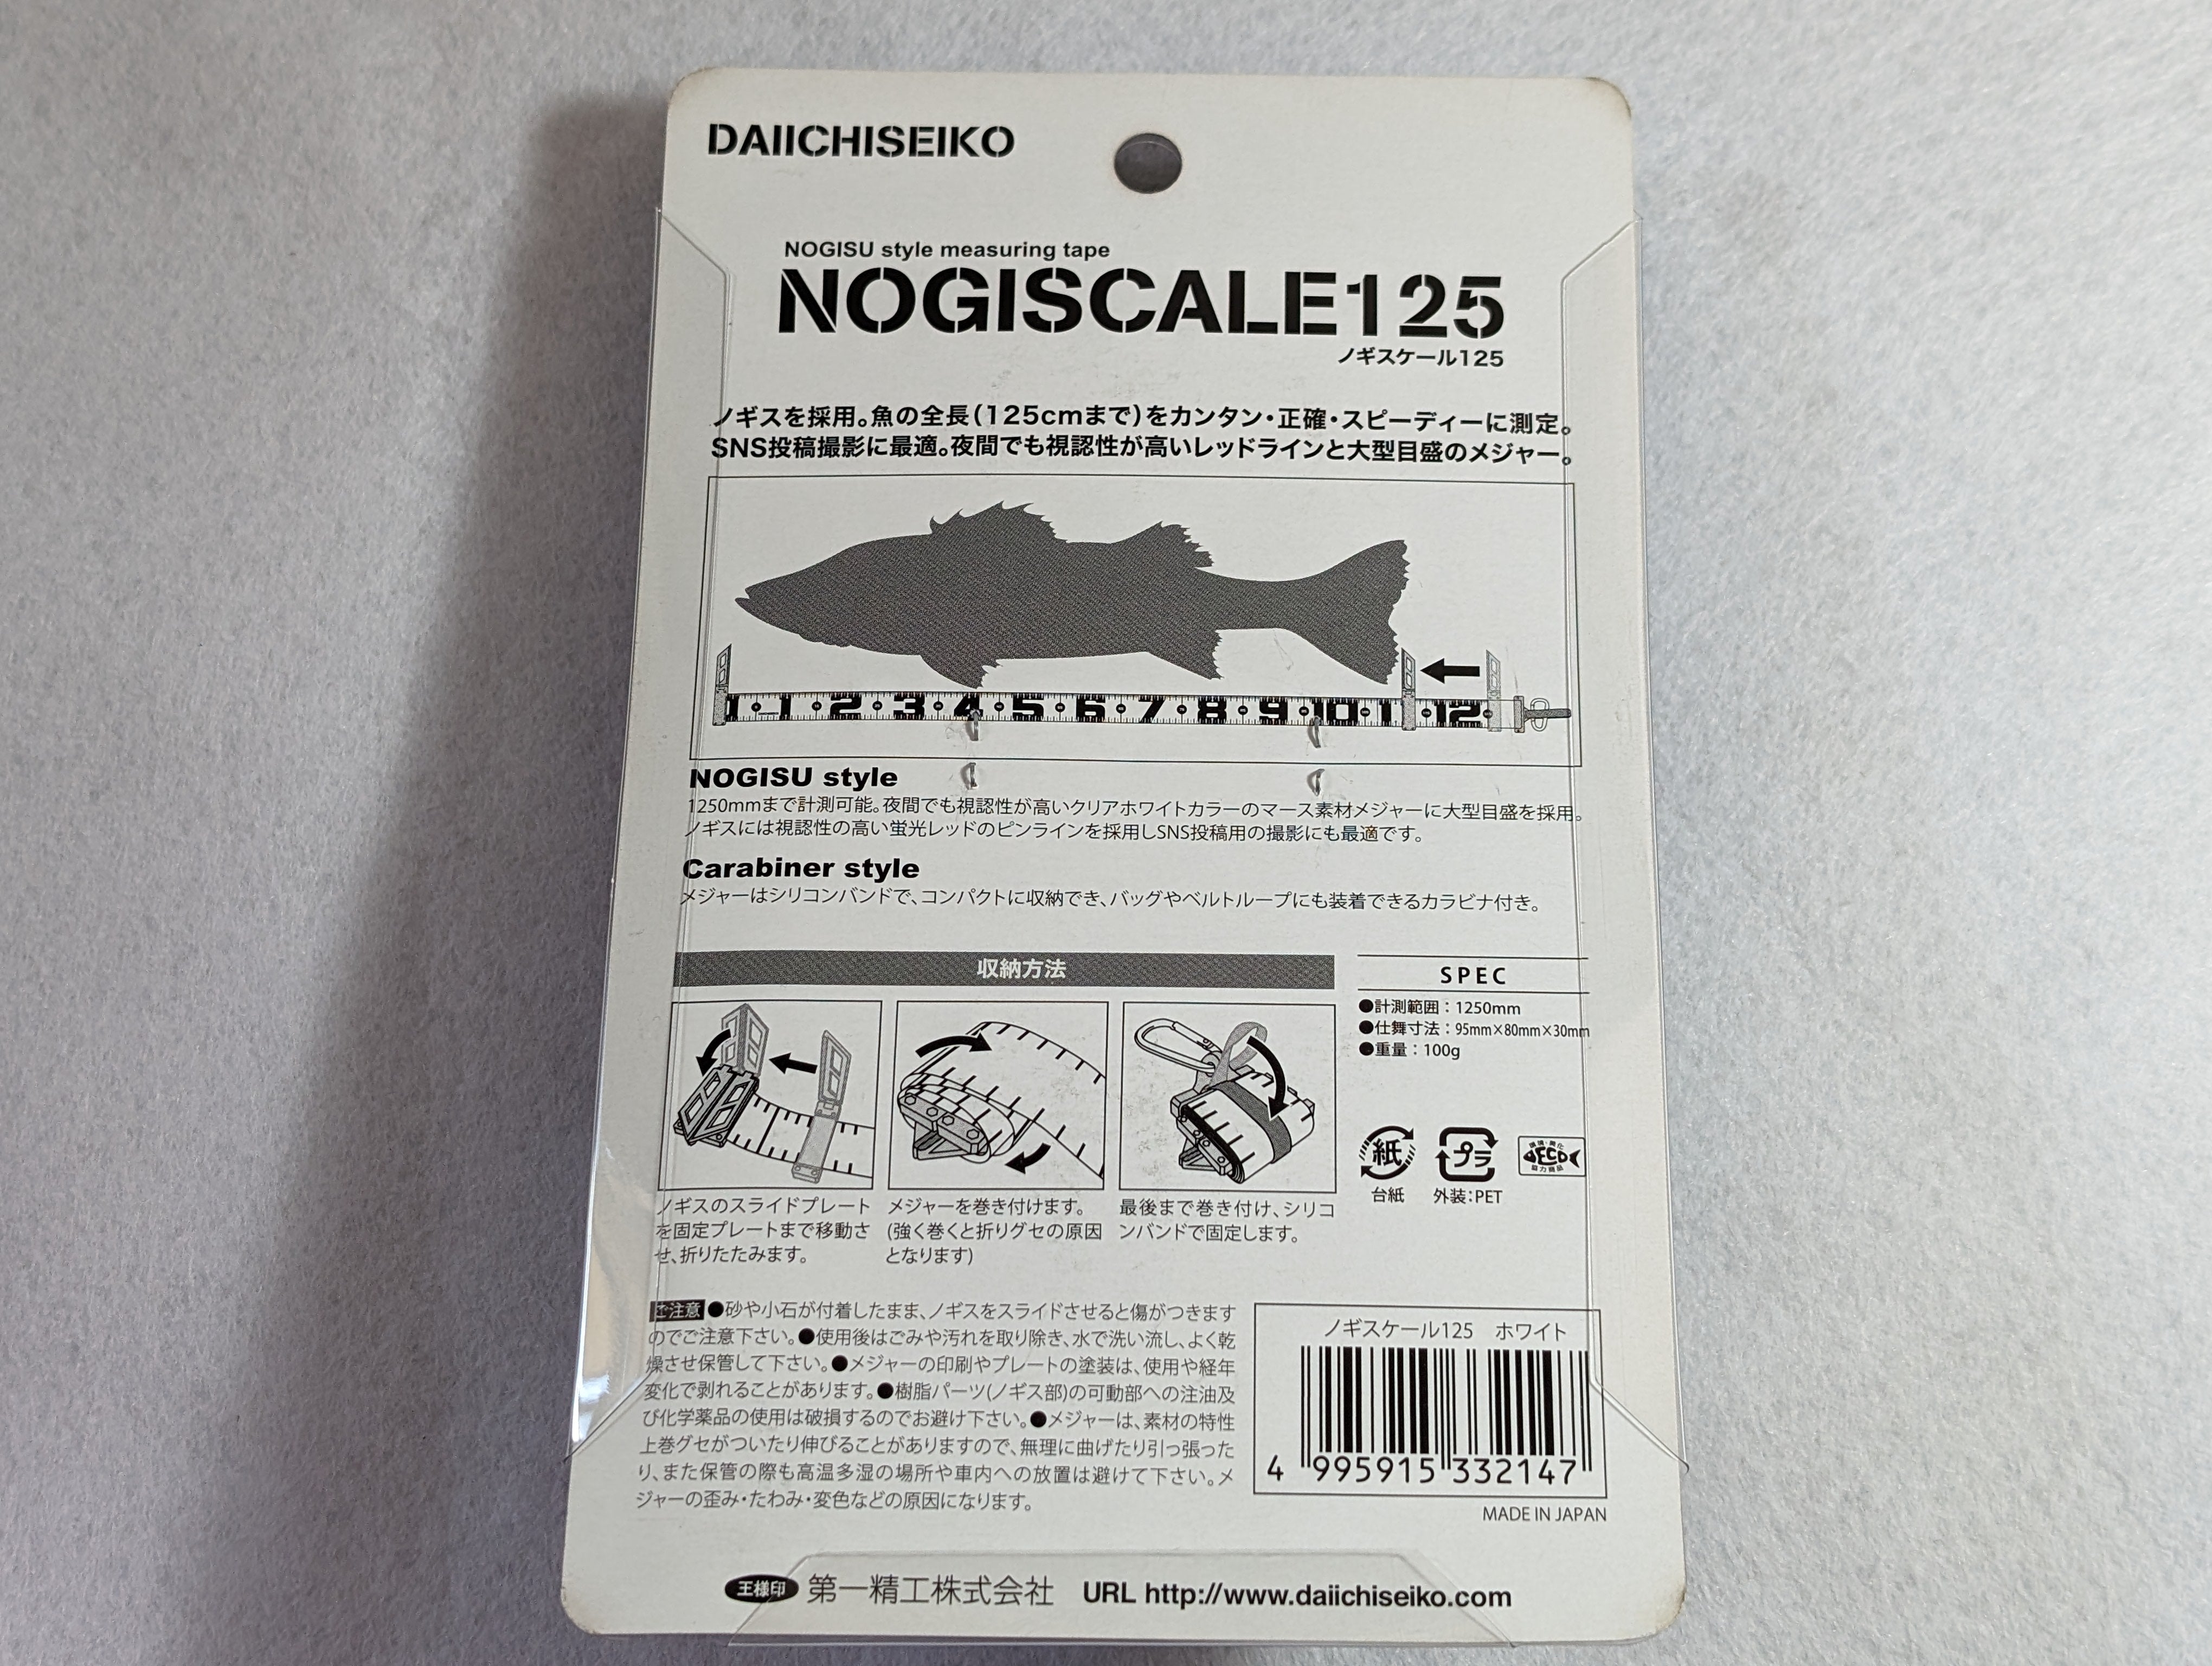 DAIICHISEIKO
NOGISU style measuring tape
NOGISCALE125
ノギスケール125
ノギスを採用。魚の全長(125cmまで)をカンタン・正確・スピーディーに測定。
SNS投稿撮影に最適。夜間でも視認性が高いレッドラインと大型目盛のメジャー。
1 2 3 4 5 6 7 8 9 10 11 12
NOGISU style
1250mmまで計測可能。夜間でも視認性が高いクリアホワイトカラーのマース素材メジャーに大型目盛を採用。
ノギスには視認性の高い蛍光レッドのピンラインを採用しSNS投稿用の撮影にも最適です。
Carabiner style
メジャーはシリコンバンドで、コンパクトに収納でき、バッグやベルトループにも装着できるカラビナ付き。
収納方法
ノギスのスライドプレート
を固定プレートまで移動さ
せ、折りたたみます。
メジャーを巻き付けます。
(強く巻くと折りグセの原因
となります)
最後まで巻き付け、シリコ
ンバンドで固定します。
SPEC
●計測範囲：1250mm
●仕舞寸法：95mm×80mm×30mm
●重量：100g
紙
台紙
プラ
外装：PET
ECO
ご注意 ●砂や小石が付着したまま、ノギスをスライドさせると傷がつきます
のでご注意下さい。●使用後はごみや汚れを取り除き、水で洗い流し、よく乾
燥させ保管して下さい。●メジャーの印刷やプレートの塗装は、使用や経年
変化で剥れることがあります。●樹脂パーツ(ノギス部)の可動部への注油及
び化学薬品の使用は破損するのでお避け下さい。●メジャーは、素材の特性
上巻グセがついたり伸びることがありますので、無理に曲げたり引っ張った
り、また保管の際も高温多湿の場所や車内への放置は避けて下さい。メ
ジャーの歪み・たわみ・変色などの原因になります。
ノギスケール125 ホワイト
4 995915 332147
MADE IN JAPAN
王様印 第一精工株式会社 URL http://www.daiichiseiko.com